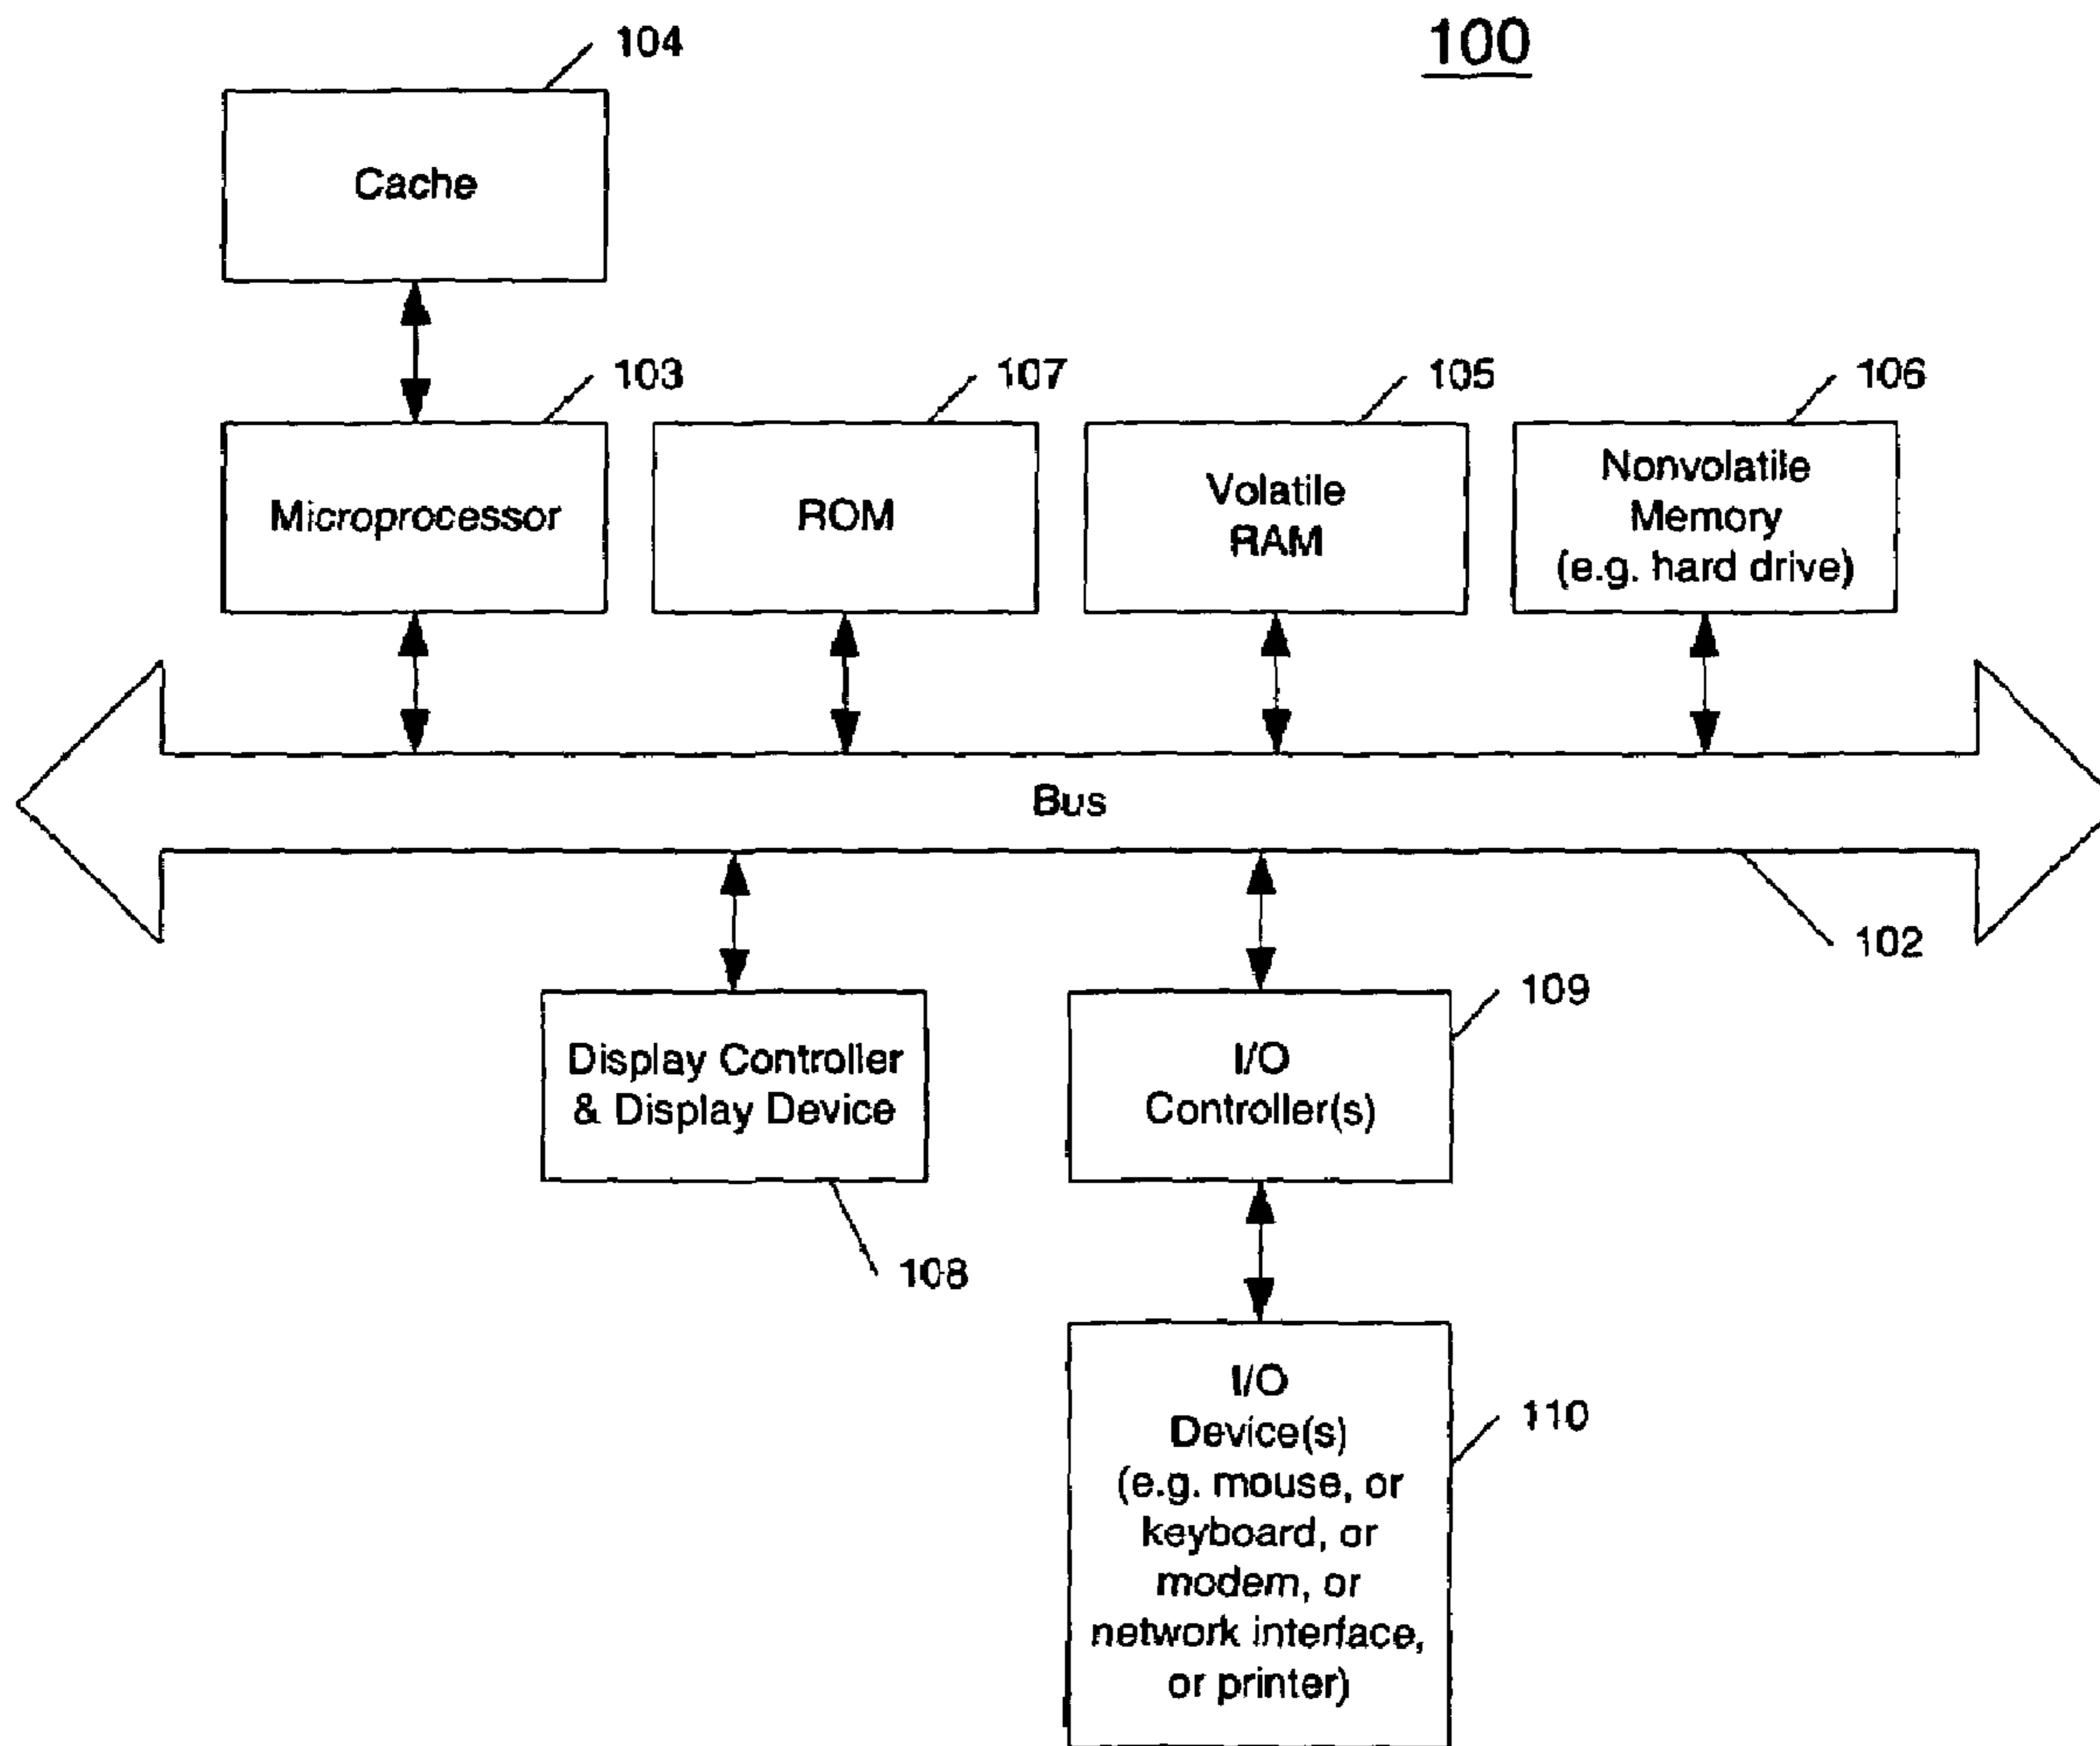 100
104
Cache
103
107
105
106
Microprocessor
ROM
Volatile
RAM
Nonvolatile
Memory
(e.g. hard drive)
Bus
102
109
Display Controller
& Display Device
I/O
Controller(s)
108
I/O
Device(s)
(e.g. mouse, or
keyboard, or
modem, or
network interface,
or printer)
110